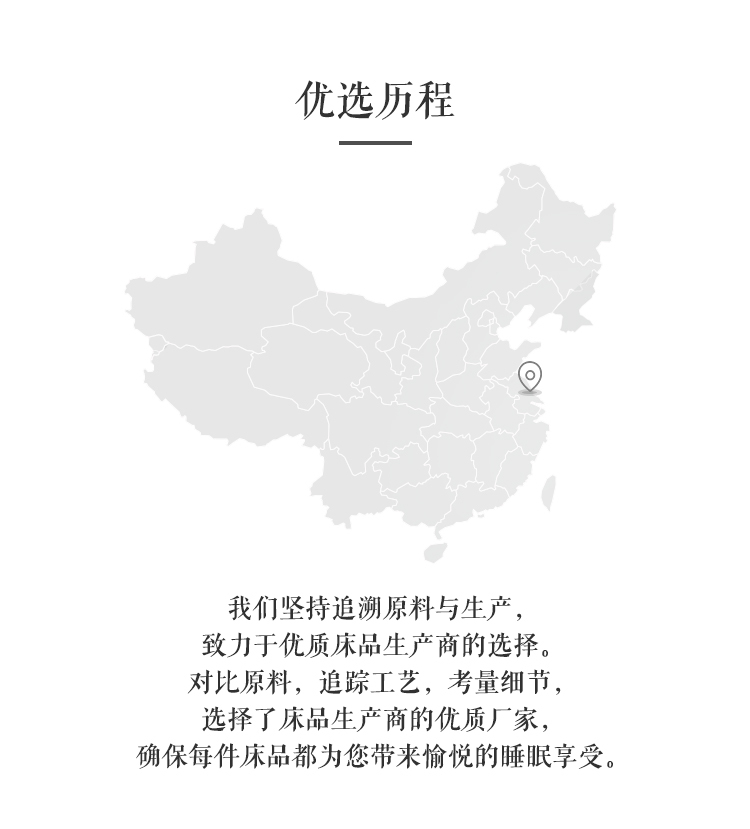 优选历程
我们坚持追溯原料与生产，
致力于优质床品生产商的选择。
对比原料，追踪工艺，考量细节，
选择了床品生产商的优质厂家，
确保每件床品都为您带来愉悦的睡眠享受。